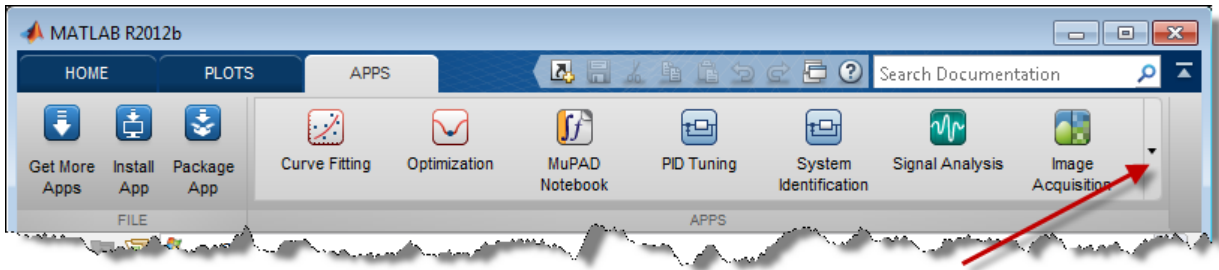 MATLAB R2012b
HOME PLOTS APPS Search Documentation
Get More Install Package Curve Fitting Optimization MuPAD PID Tuning System Signal Analysis Image
Apps App App Notebook Identification Acquisition
FILE APPS